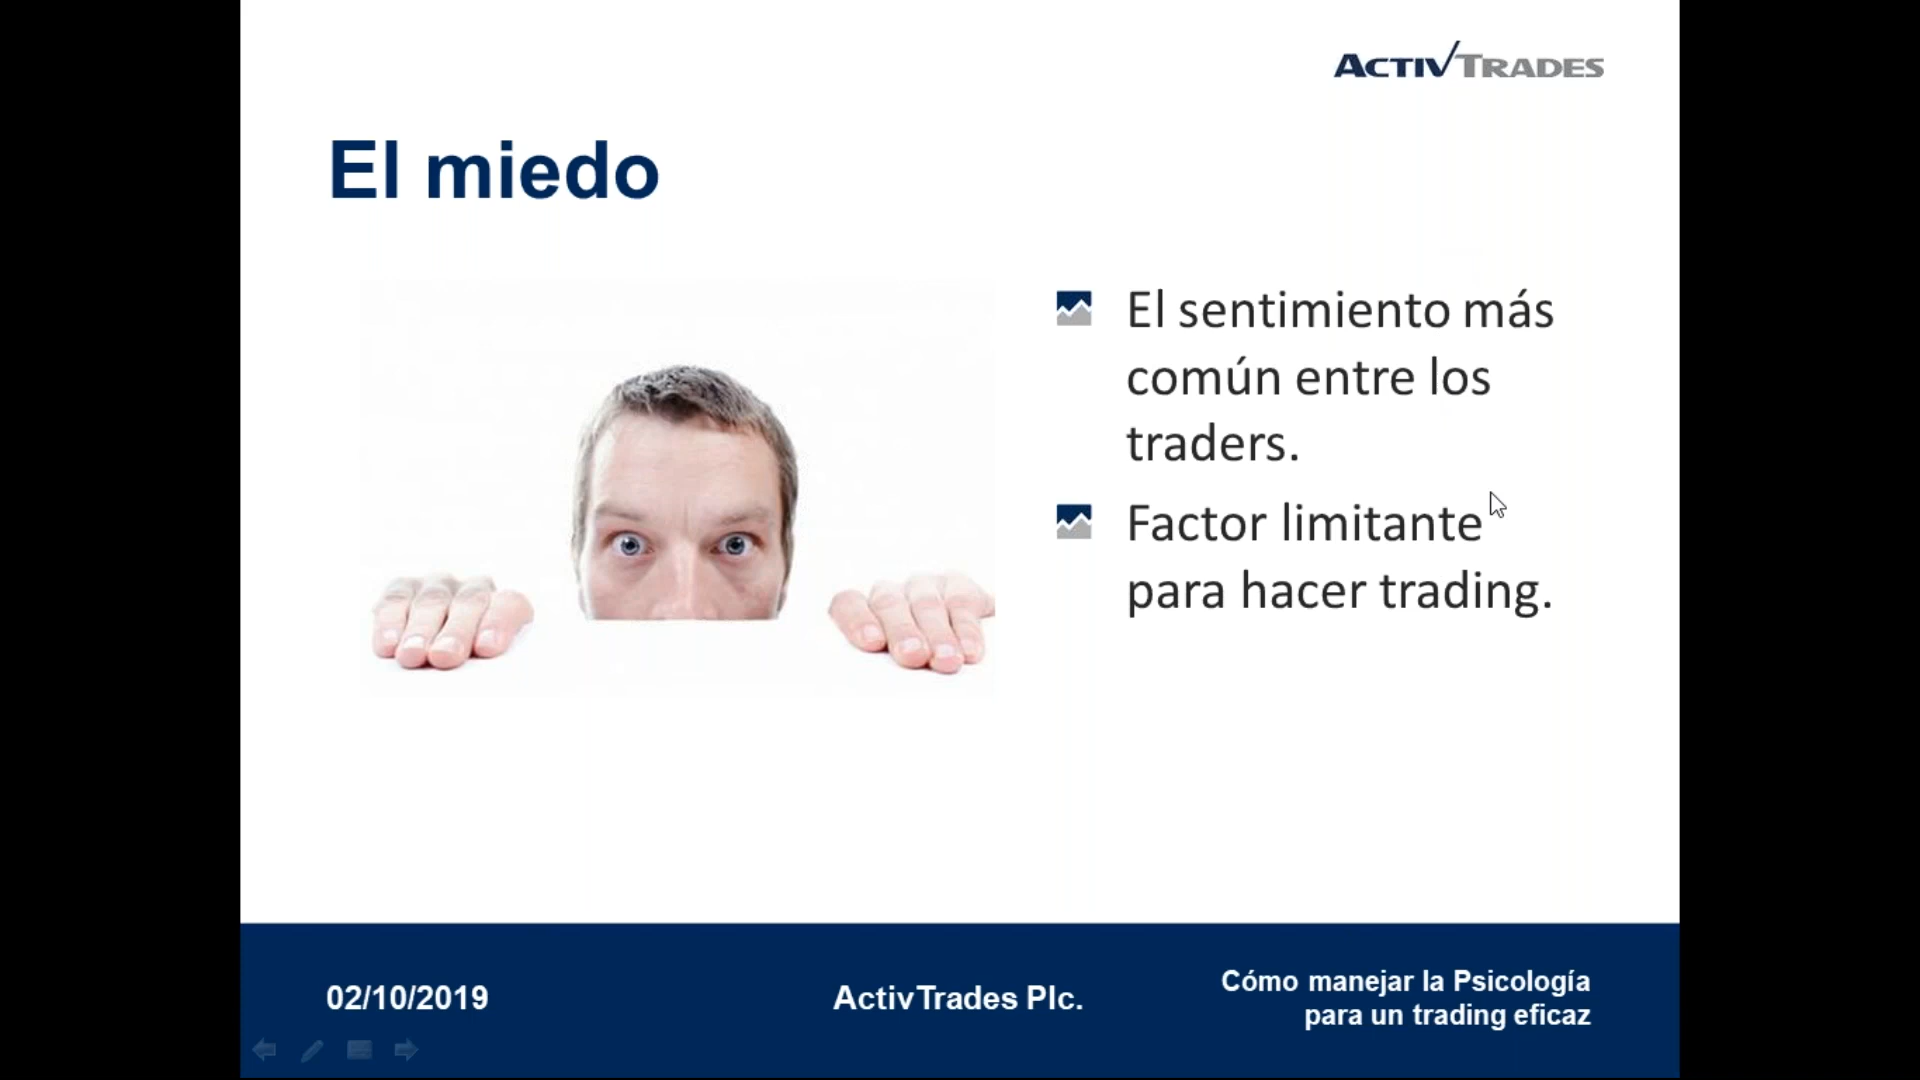 ACTIVTRADES
El miedo
El sentimiento más
común entre los
traders.
Factor limitante
para hacer trading.
02/10/2019
ActivTrades Plc.
Cómo manejar la Psicología
para un trading eficaz